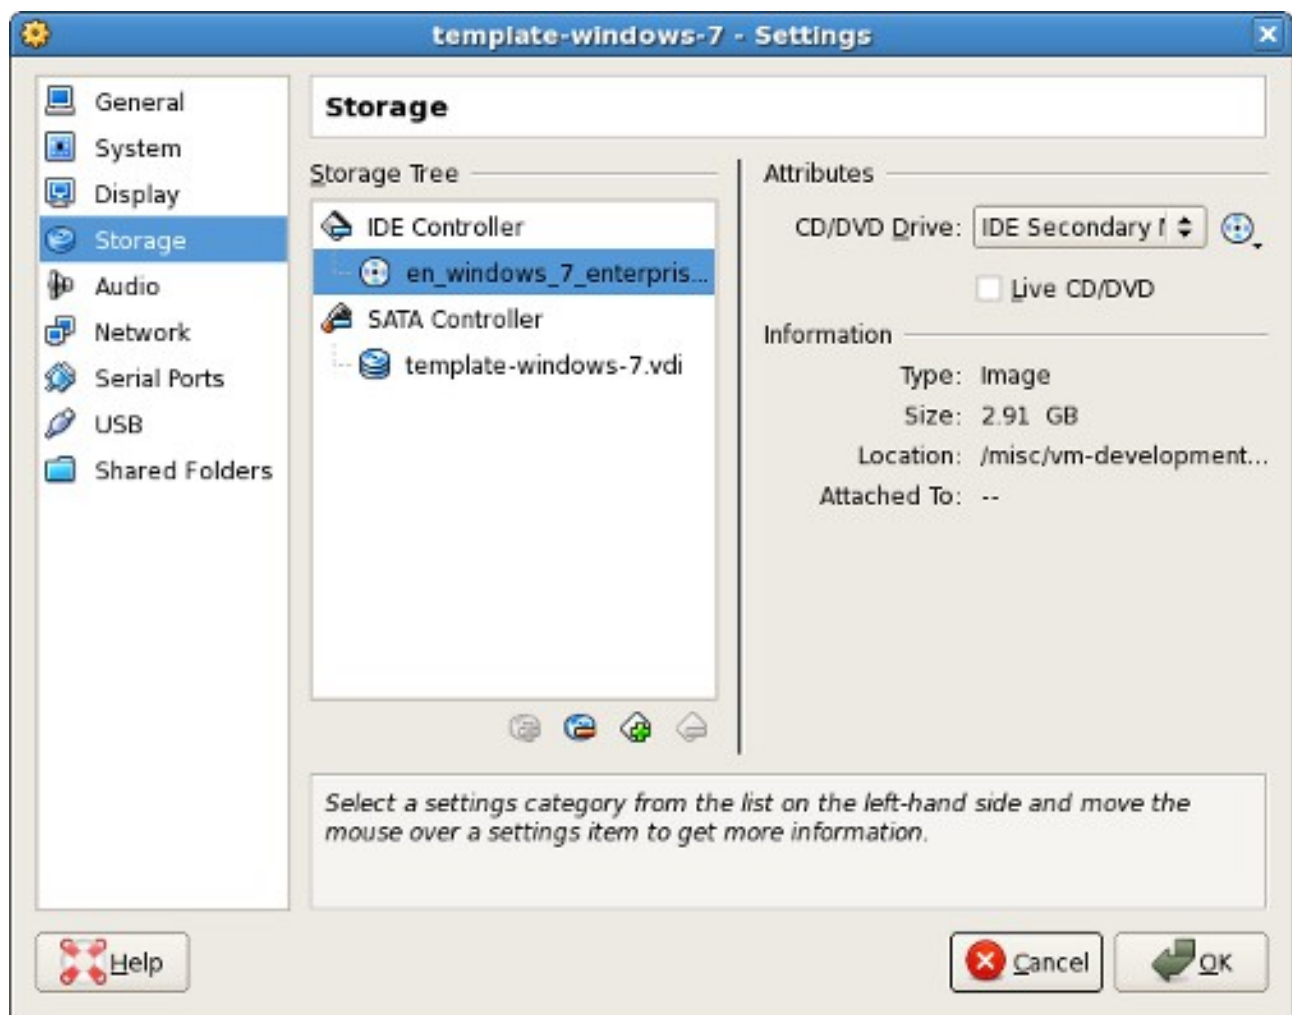 template-windows-7 - Settings
General
System
Display
Storage
Audio
Network
Serial Ports
USB
Shared Folders
Storage
Storage Tree
IDE Controller
en_windows_7_enterpris...
SATA Controller
template-windows-7.vdi
Attributes
CD/DVD Drive: IDE Secondary
Live CD/DVD
Information
Type: Image
Size: 2.91 GB
Location: /misc/vm-development...
Attached To: --
Select a settings category from the list on the left-hand side and move the
mouse over a settings item to get more information.
Help
Cancel
OK